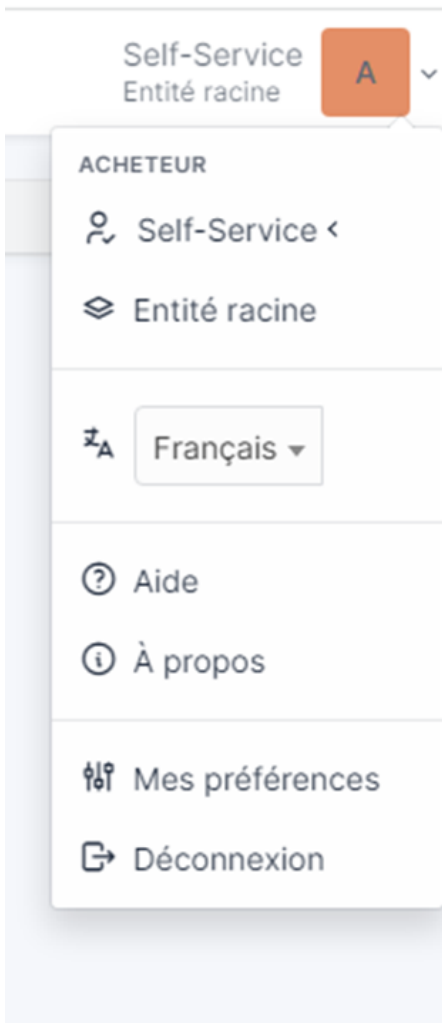 Self-Service
Entité racine
A
ACHETEUR
Self-Service
Entité racine
Français
Aide
À propos
Mes préférences
Déconnexion